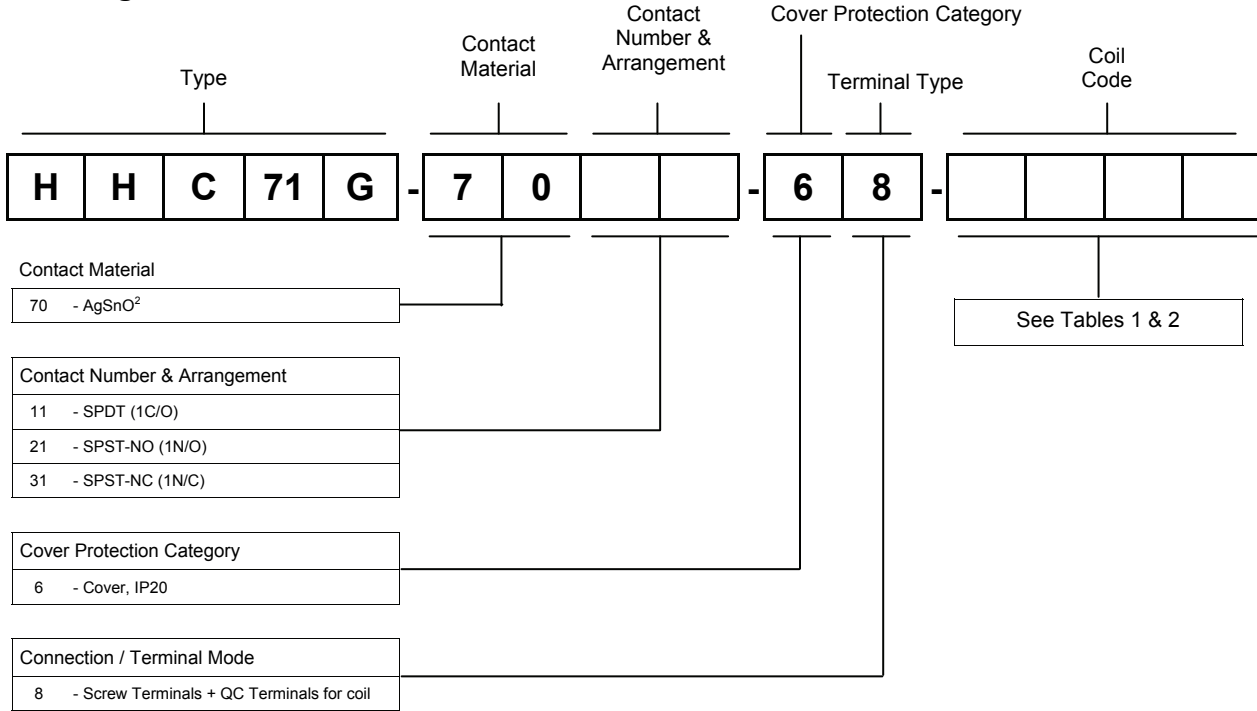 Contact
Number &
Arrangement
Cover Protection Category
Contact
Material
Type
Terminal Type
Coil
Code
H H C 71 G - 7 0 - 6 8 -
Contact Material
70 - AgSnO²
See Tables 1 & 2
Contact Number & Arrangement
11 - SPDT (1C/O)
21 - SPST-NO (1N/O)
31 - SPST-NC (1N/C)
Cover Protection Category
6 - Cover, IP20
Connection / Terminal Mode
8 - Screw Terminals + QC Terminals for coil